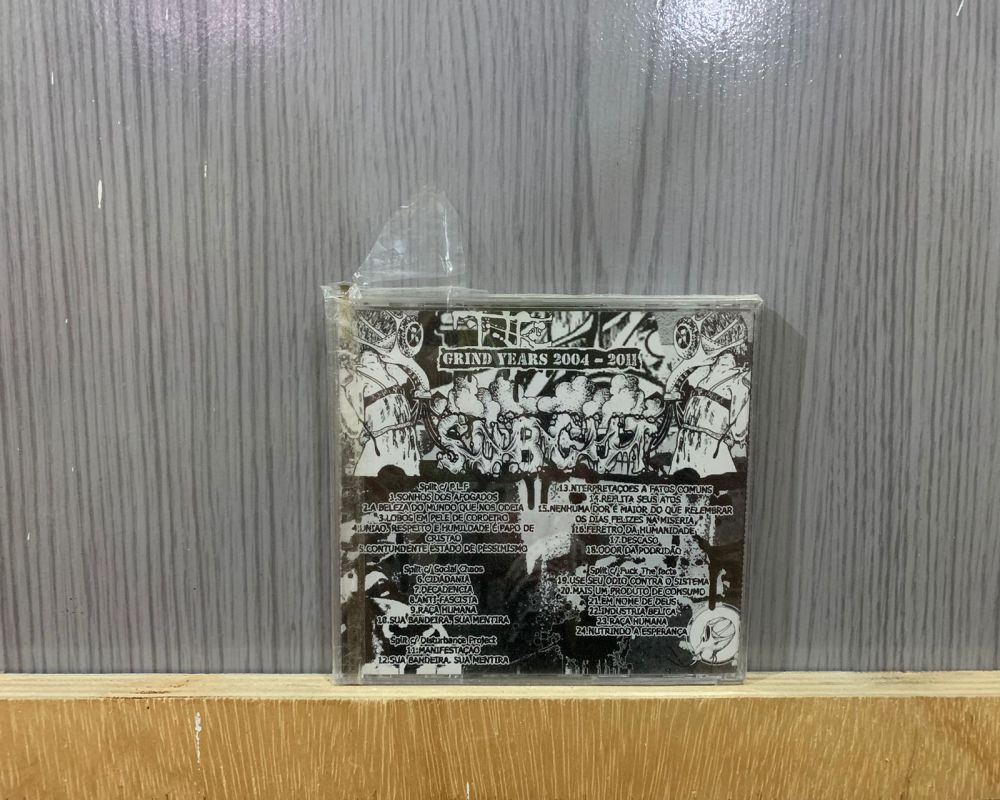 GRIND YEARS 2004 - 2011
SUBCUT
Split c/ P.L.F
1.SONHOS DOS AFOGADOS
2.A BELEZA DO MUNDO QUE NOS ODEIA
3.LOBOS EM PELE DE CORDEIRO
4.UNIAO, RESPEITO E HUMILDADE É PAPO DE
CRISTAO
5.CONTUNDENTE ESTADO DE PESSIMISMO
Split c/ Social Chaos
6.CIDADANIA
7.DECADENCIA
8.ANTI-FASCISTA
9.RAÇA HUMANA
10.SUA BANDEIRA, SUA MENTIRA
Split c/ Disturbance Project
11.MANIFESTAÇAO
12.SUA BANDEIRA, SUA MENTIRA
13.NTERPRETAÇOES A FATOS COMUNS
14.REFLITA SEUS ATOS
15.NENHUMA DOR É MAIOR DO QUE RELEMBRAR
OS DIAS FELIZES NA MISERIA
16.FERETRO DA HUMANIDADE
17.DESCASO
18.ODOR DA PODRIDAO
Split c/ Fuck The facts
19.USE SEU ODIO CONTRA O SISTEMA
20.MAIS UM PRODUTO DE CONSUMO
21.EM NOME DE DEUS
22.INDUSTRIA BELICA
23.RAÇA HUMANA
24.NUTRINDO A ESPERANÇA